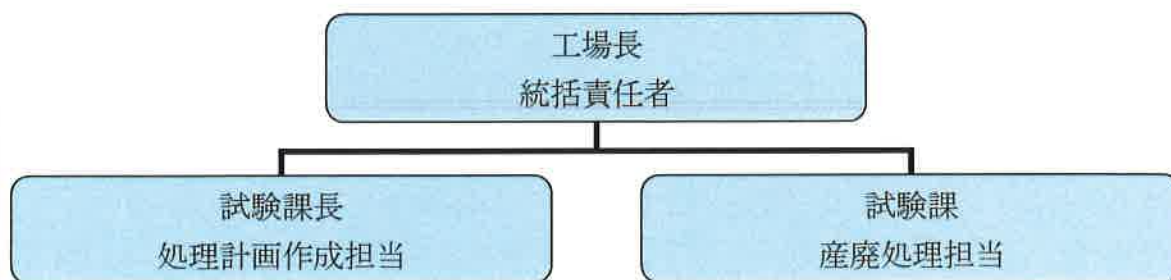 工場長
統括責任者
試験課長
処理計画作成担当
試験課
産廃処理担当